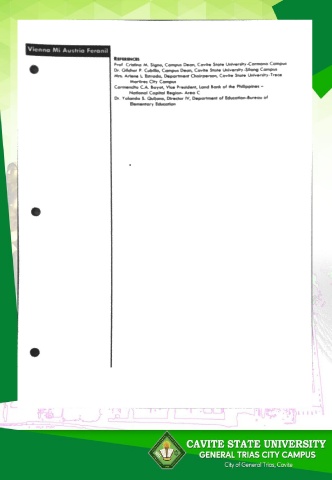 Vienna Mi Austria Feranil
REFERENCES
Prof. Cristina M. Signo, Campus Dean, Cavite State University-Carmona Campus
Dr. Gilchor P. Cubillo, Campus Dean, Cavite State University-Silang Campus
Mrs. Arlene L. Estrada, Department Chairperson, Cavite State University-Trece
Martires City Campus
Carmencita C.A. Bayot, Vice President, Land Bank of the Philippines –
National Capital Region- Area C
Dr. Yolanda S. Quijano, Director IV, Department of Education-Bureau of
Elementary Education
CAVITE STATE UNIVERSITY
GENERAL TRIAS CITY CAMPUS
City of General Trias, Cavite